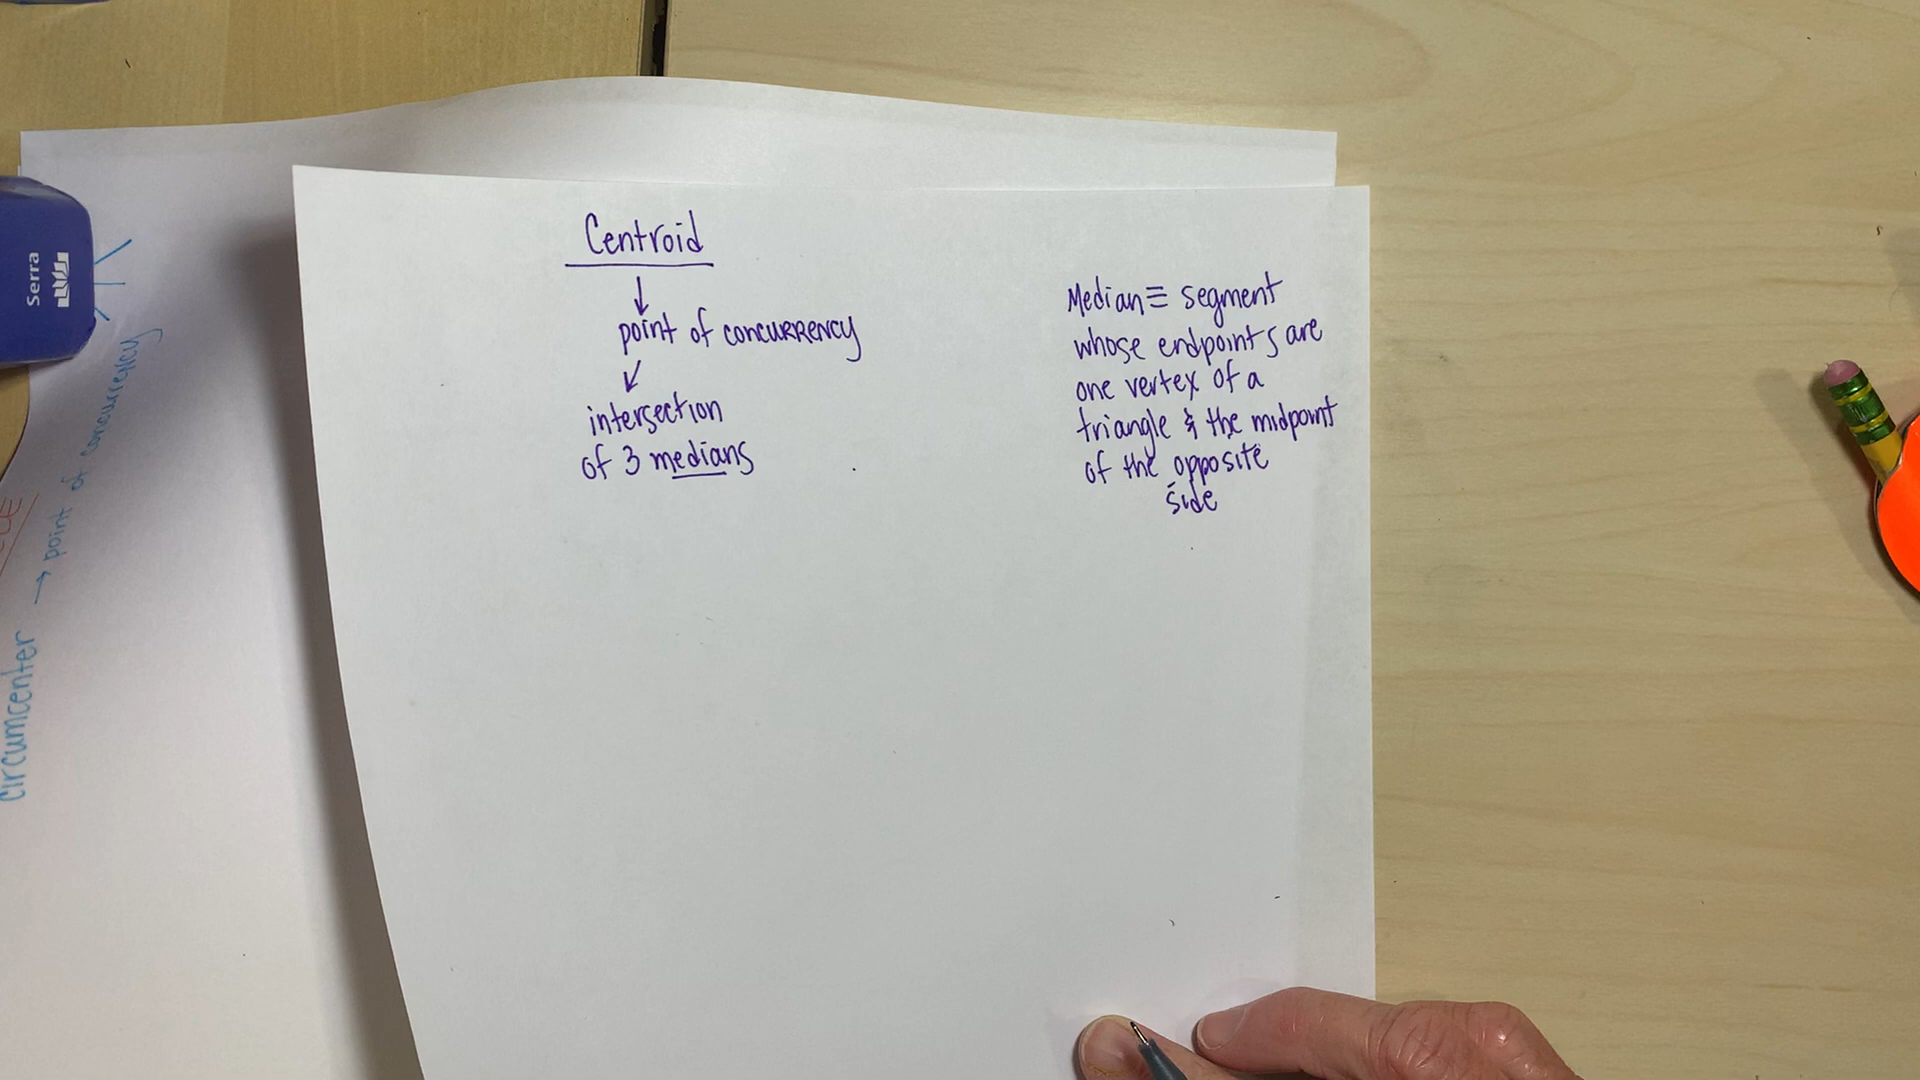 Centroid
↓
point of concurrency
↙
intersection
of 3 medians
Median ≡ segment
whose endpoints are
one vertex of a
triangle & the midpoint
of the opposite
side
Serra
circumcenter → point of concurrency